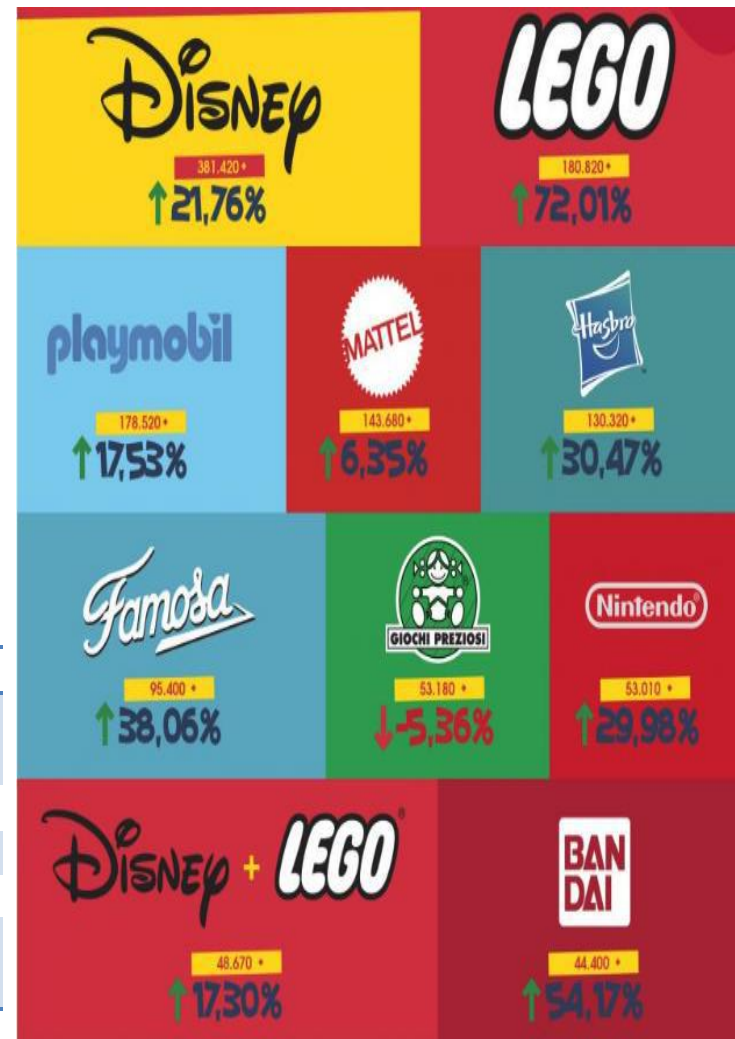 Disney
LEGO
381.420+
180.820+
21,76%
72,01%
playmobil
MATTEL
Hasbro
178.520+
143.680+
130.320+
17,53%
6,35%
30,47%
Famosa
GIOCHI PREZIOSI
Nintendo®
95.400 +
53.180 +
53.010 +
38,06%
-5,36%
29,98%
Disney + LEGO®
BAN
DAI
48.670 +
44.400 +
17,30%
54,17%